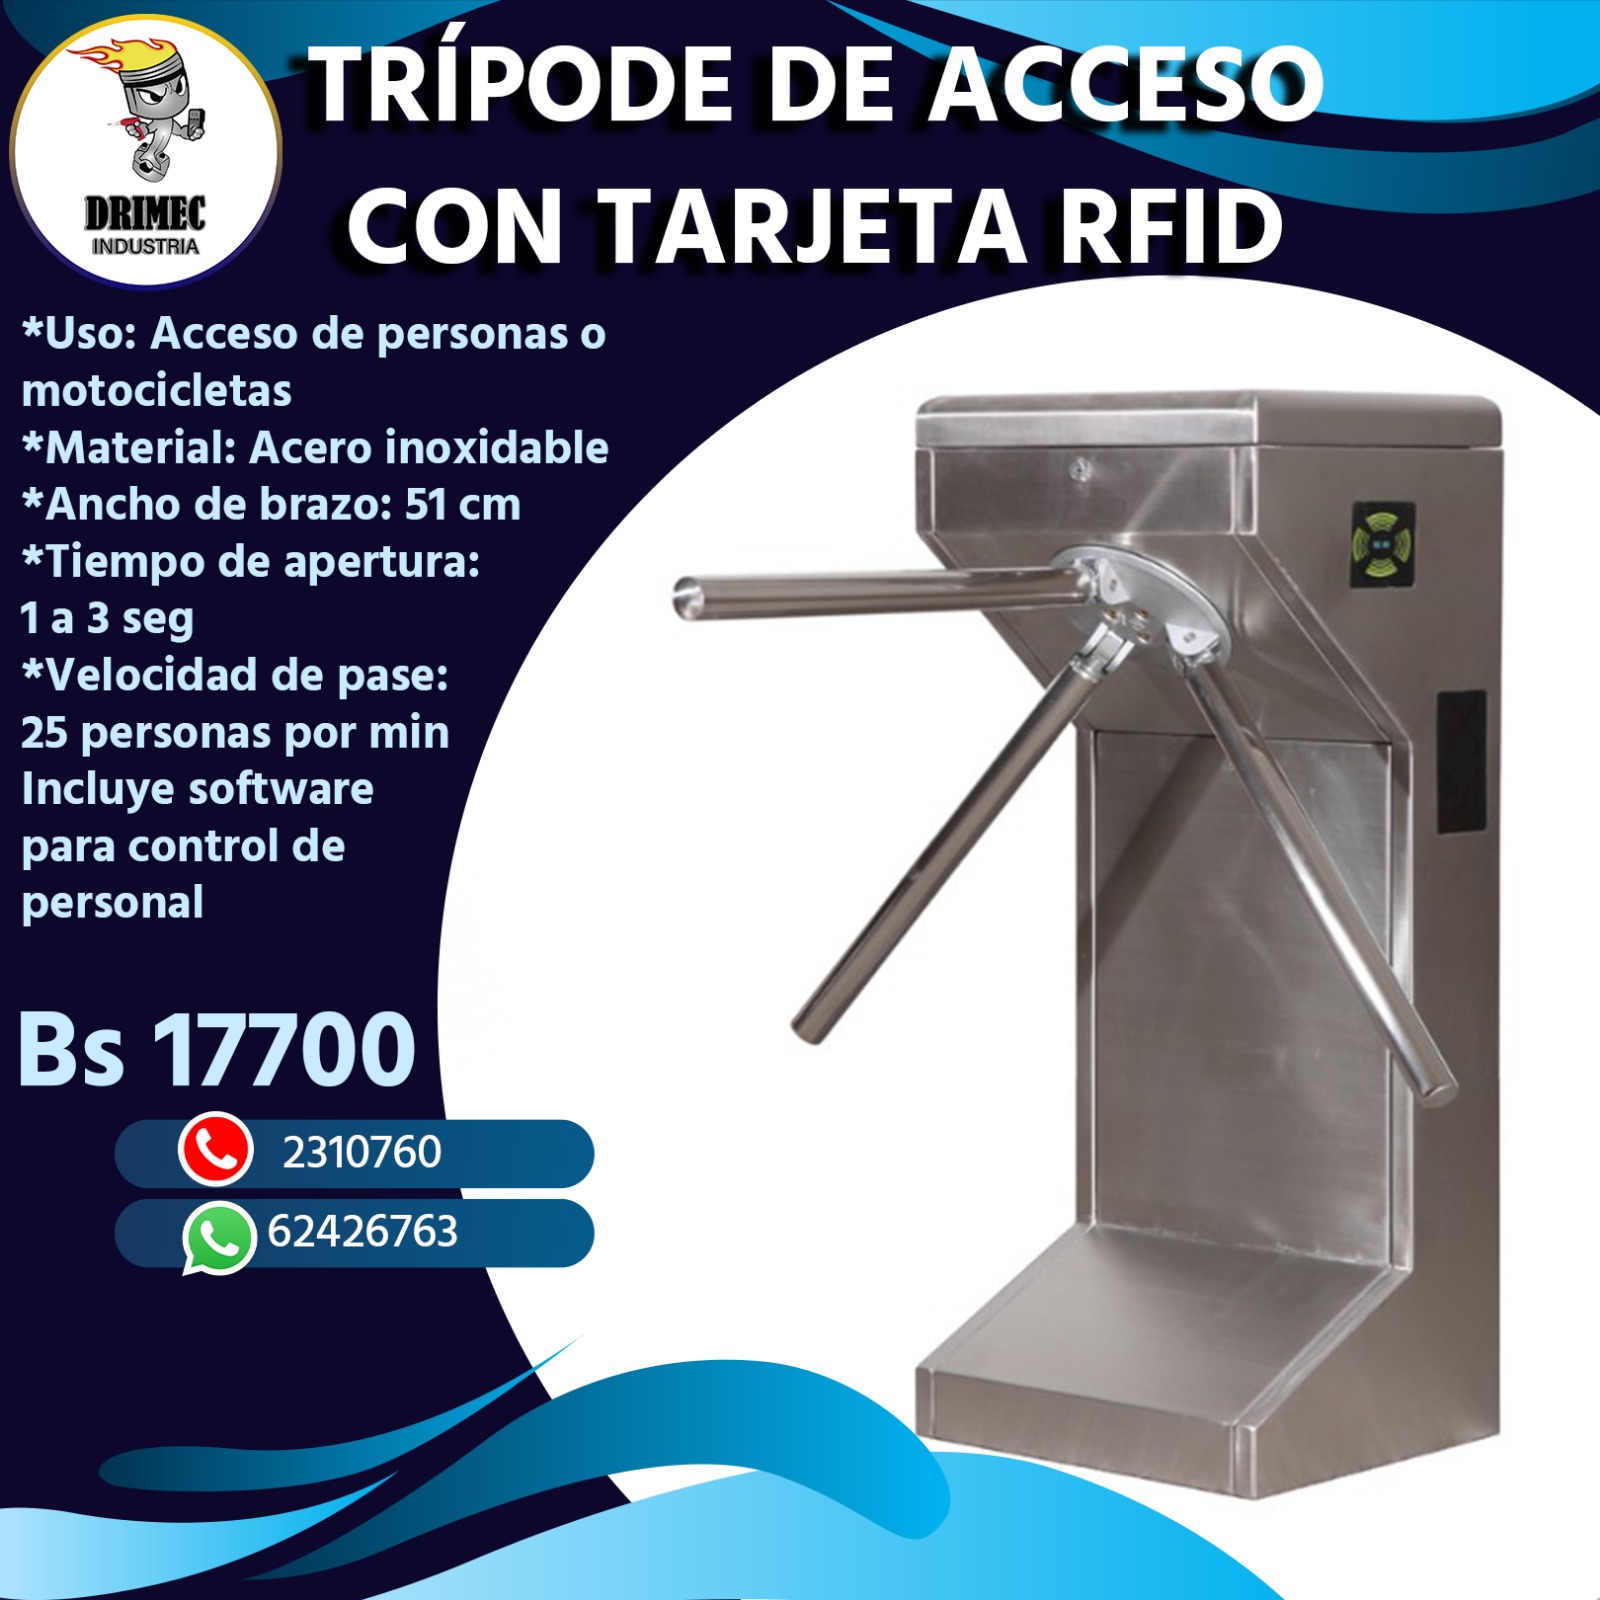 DRIMEC
INDUSTRIA
TRÍPODE DE ACCESO
CON TARJETA RFID
*Uso: Acceso de personas o
motocicletas
*Material: Acero inoxidable
*Ancho de brazo: 51 cm
*Tiempo de apertura:
1 a 3 seg
*Velocidad de pase:
25 personas por min
Incluye software
para control de
personal
Bs 17700
2310760
62426763